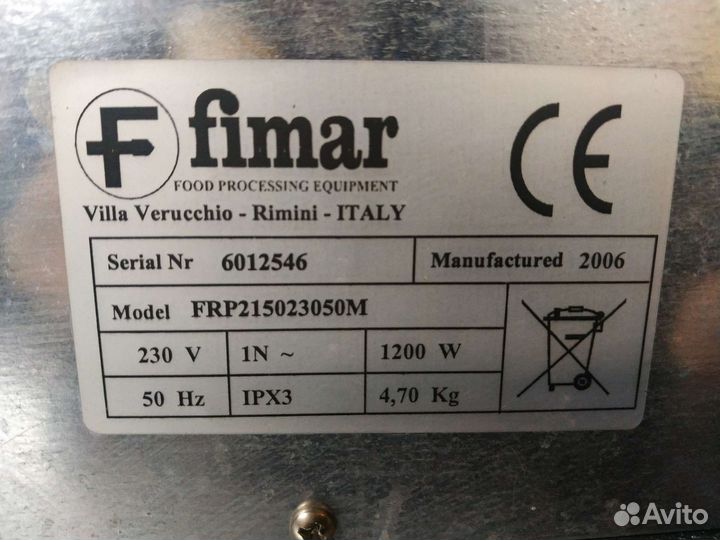 F fimar
FOOD PROCESSING EQUIPMENT
Villa Verucchio - Rimini - ITALY
CE
Serial Nr 6012546 Manufactured 2006
Model FRP215023050M
230 V 1N ~ 1200 W
50 Hz IPX3 4,70 Kg
Avito